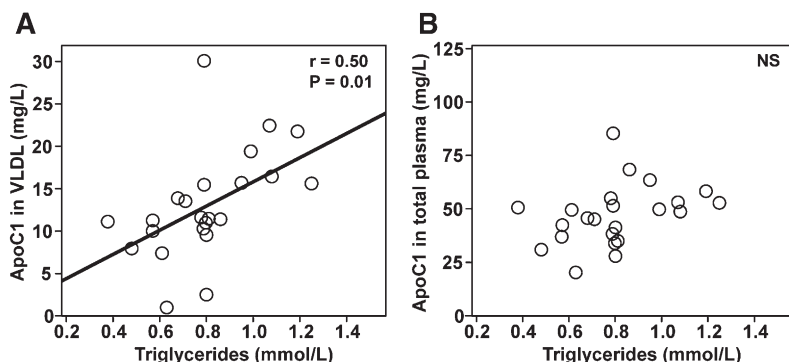 A
ApoC1 in VLDL (mg/L)
30
25
20
15
10
5
0
r = 0.50
P = 0.01
0.2 0.4 0.6 0.8 1.0 1.2 1.4
Triglycerides (mmol/L)
B
ApoC1 in total plasma (mg/L)
125
100
75
50
25
0
NS
0.2 0.4 0.6 0.8 1.0 1.2 1.4
Triglycerides (mmol/L)